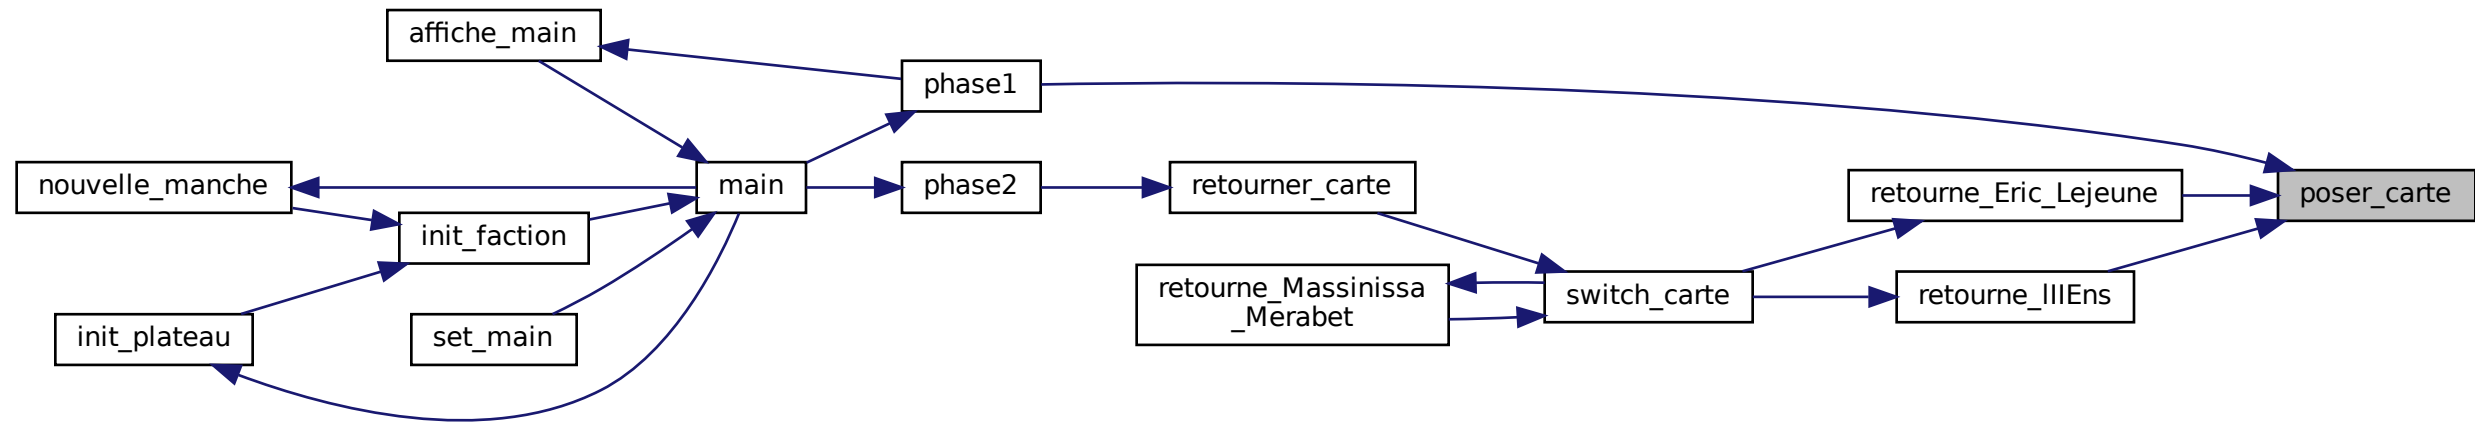 affiche_main
phase1
nouvelle_manche
main
phase2
retourner_carte
retourne_Eric_Lejeune
poser_carte
init_faction
retourne_Massinissa
_Merabet
switch_carte
retourne_lIIEns
init_plateau
set_main